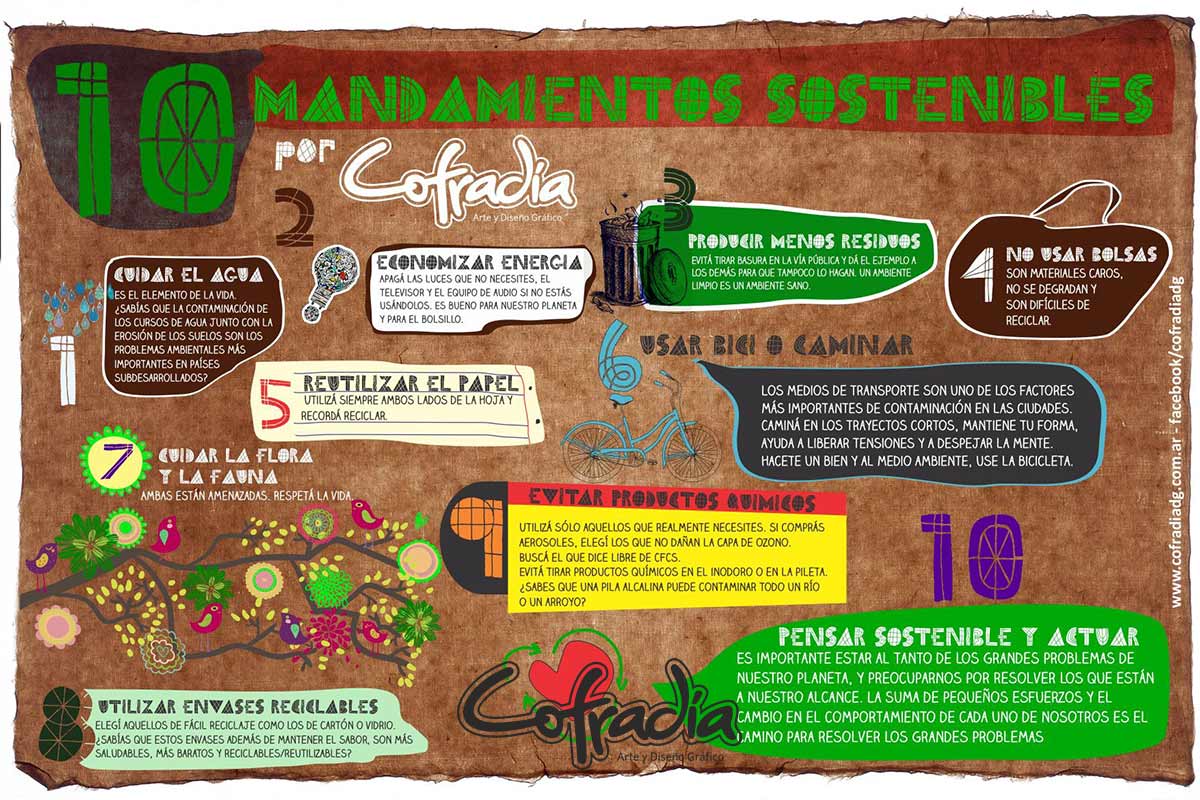 10 MANDAMIENTOS SOSTENIBLES
por Cofradía
Arte y Diseño Gráfico
1
CUIDAR EL AGUA
ES EL ELEMENTO DE LA VIDA.
¿SABÍAS QUE LA CONTAMINACIÓN DE
LOS CURSOS DE AGUA JUNTO CON LA
EROSIÓN DE LOS SUELOS SON LOS
PROBLEMAS AMBIENTALES MÁS
IMPORTANTES EN PAÍSES
SUBDESARROLLADOS?
2
ECONOMIZAR ENERGIA
APAGÁ LAS LUCES QUE NO NECESITES, EL
TELEVISOR Y EL EQUIPO DE AUDIO SI NO ESTÁS
USÁNDOLOS. ES BUENO PARA NUESTRO PLANETA
Y PARA EL BOLSILLO.
3
PRODUCIR MENOS RESIDUOS
EVITÁ TIRAR BASURA EN LA VÍA PÚBLICA Y DÁ EL EJEMPLO A
LOS DEMÁS PARA QUE TAMPOCO LO HAGAN. UN AMBIENTE
LIMPIO ES UN AMBIENTE SANO.
4
NO USAR BOLSAS
SON MATERIALES CAROS,
NO SE DEGRADAN Y
SON DIFÍCILES DE
RECICLAR.
5
REUTILIZAR EL PAPEL
UTILIZÁ SIEMPRE AMBOS LADOS DE LA HOJA Y
RECORDÁ RECICLAR.
6
USAR BICI O CAMINAR
LOS MEDIOS DE TRANSPORTE SON UNO DE LOS FACTORES
MÁS IMPORTANTES DE CONTAMINACIÓN EN LAS CIUDADES.
CAMINÁ EN LOS TRAYECTOS CORTOS, MANTIENE TU FORMA,
AYUDA A LIBERAR TENSIONES Y A DESPEJAR LA MENTE.
HACETE UN BIEN Y AL MEDIO AMBIENTE, USE LA BICICLETA.
7
CUIDAR LA FLORA
Y LA FAUNA
AMBAS ESTÁN AMENAZADAS. RESPETÁ LA VIDA.
8
UTILIZAR ENVASES RECICLABLES
ELEGÍ AQUELLOS DE FÁCIL RECICLAJE COMO LOS DE CARTÓN O VIDRIO.
¿SABÍAS QUE ESTOS ENVASES ADEMÁS DE MANTENER EL SABOR, SON MÁS
SALUDABLES, MÁS BARATOS Y RECICLABLES/REUTILIZABLES?
9
EVITAR PRODUCTOS QUIMICOS
UTILIZÁ SÓLO AQUELLOS QUE REALMENTE NECESITES. SI COMPRÁS
AEROSOLES, ELEGÍ LOS QUE NO DAÑAN LA CAPA DE OZONO.
BUSCÁ EL QUE DICE LIBRE DE CFCS.
EVITÁ TIRAR PRODUCTOS QUÍMICOS EN EL INODORO O EN LA PILETA.
¿SABES QUE UNA PILA ALCALINA PUEDE CONTAMINAR TODO UN RÍO
O UN ARROYO?
10
PENSAR SOSTENIBLE Y ACTUAR
ES IMPORTANTE ESTAR AL TANTO DE LOS GRANDES PROBLEMAS DE
NUESTRO PLANETA, Y PREOCUPARNOS POR RESOLVER LOS QUE ESTÁN
A NUESTRO ALCANCE. LA SUMA DE PEQUEÑOS ESFUERZOS Y EL
CAMBIO EN EL COMPORTAMIENTO DE CADA UNO DE NOSOTROS ES EL
CAMINO PARA RESOLVER LOS GRANDES PROBLEMAS
Cofradía
Arte y Diseño Gráfico
www.cofradiadg.com.ar - facebook/cofradiadg